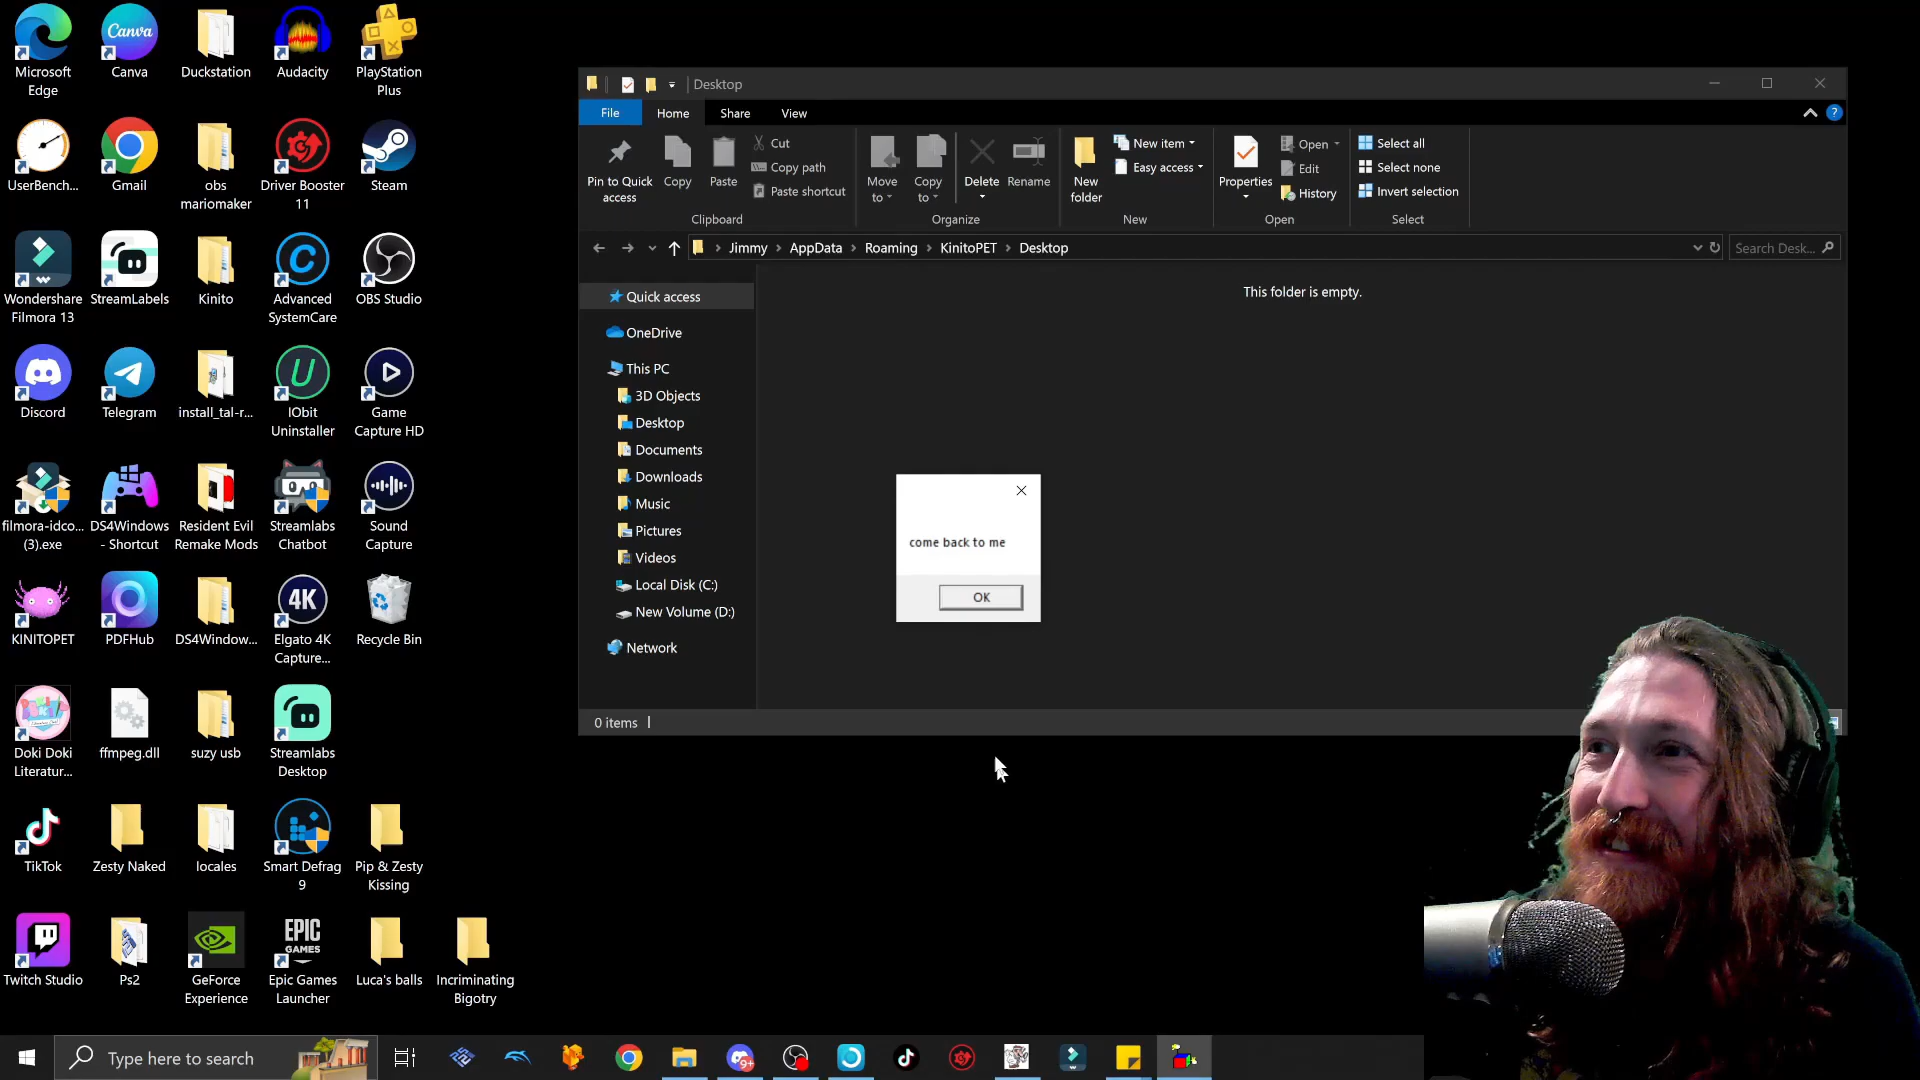 Microsoft
Edge
Canva
Duckstation
Audacity
PlayStation
Plus
UserBench...
Gmail
obs
mariomaker
Driver Booster
11
Steam
Wondershare
Filmora 13
StreamLabels
Kinito
Advanced
SystemCare
OBS Studio
Discord
Telegram
install_tal-r...
IObit
Uninstaller
Game
Capture HD
filmora-idco...
(3).exe
DS4Windows
- Shortcut
Resident Evil
Remake Mods
Streamlabs
Chatbot
Sound
Capture
KINITOPET
PDFHub
DS4Window...
4K
Elgato 4K
Capture...
Recycle Bin
Doki Doki
Literatur...
ffmpeg.dll
suzy usb
Streamlabs
Desktop
TikTok
Zesty Naked
locales
Smart Defrag
9
Pip & Zesty
Kissing
Twitch Studio
Ps2
GeForce
Experience
EPIC
GAMES
Epic Games
Launcher
Luca's balls
Incriminating
Bigotry
Desktop
File
Home
Share
View
Pin to Quick
access
Copy
Paste
Cut
Copy path
Paste shortcut
Clipboard
Move
to
Copy
to
Delete
Rename
Organize
New
folder
New item
Easy access
New
Properties
Open
Edit
History
Open
Select all
Select none
Invert selection
Select
Jimmy > AppData > Roaming > KinitoPET > Desktop
Search Desk...
Quick access
OneDrive
This PC
3D Objects
Desktop
Documents
Downloads
Music
Pictures
Videos
Local Disk (C:)
New Volume (D:)
Network
This folder is empty.
come back to me
OK
0 items
Type here to search
9+